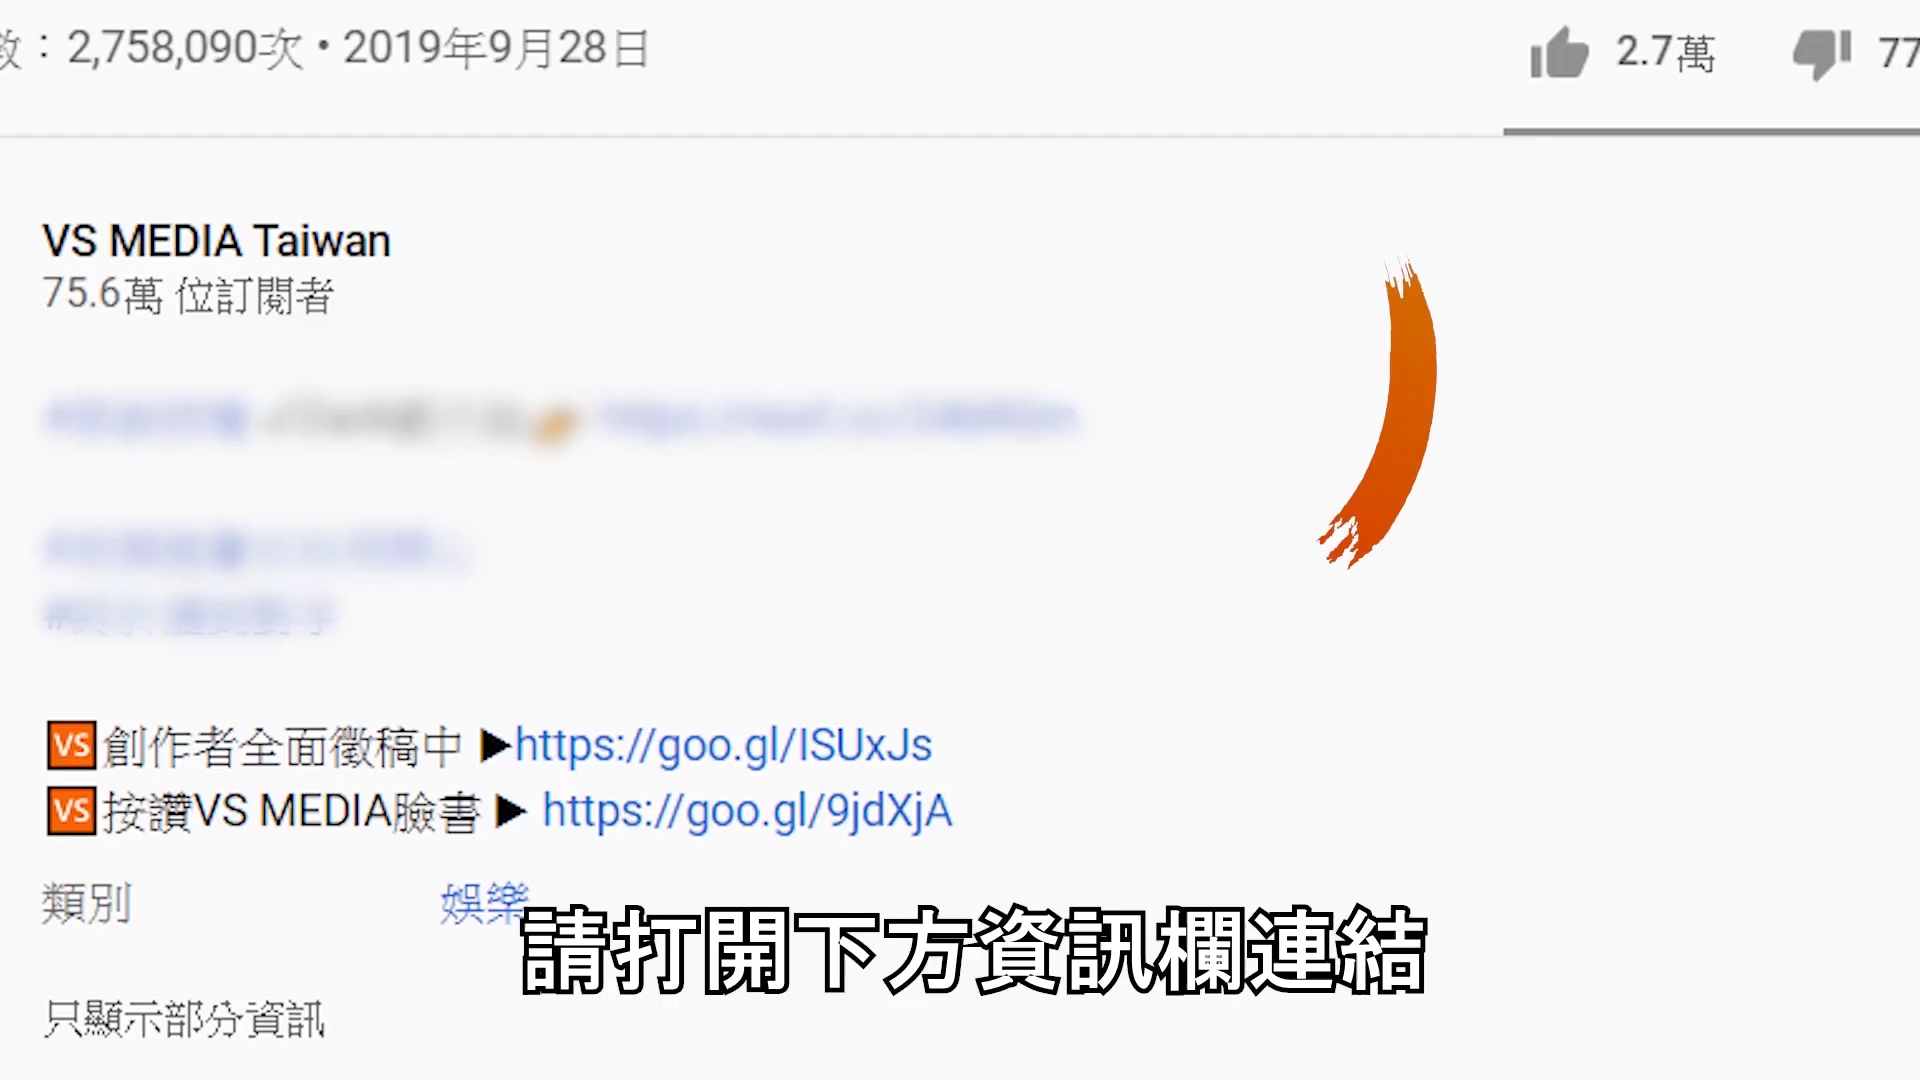 ：2,758,090次 • 2019年9月28日
2.7萬
77
VS MEDIA Taiwan
75.6萬 位訂閱者
VS創作者全面徵稿中 ▶https://goo.gl/ISUxJs
VS按讚VS MEDIA臉書 ▶ https://goo.gl/9jdXjA
類別 娛樂
請打開下方資訊欄連結
只顯示部分資訊